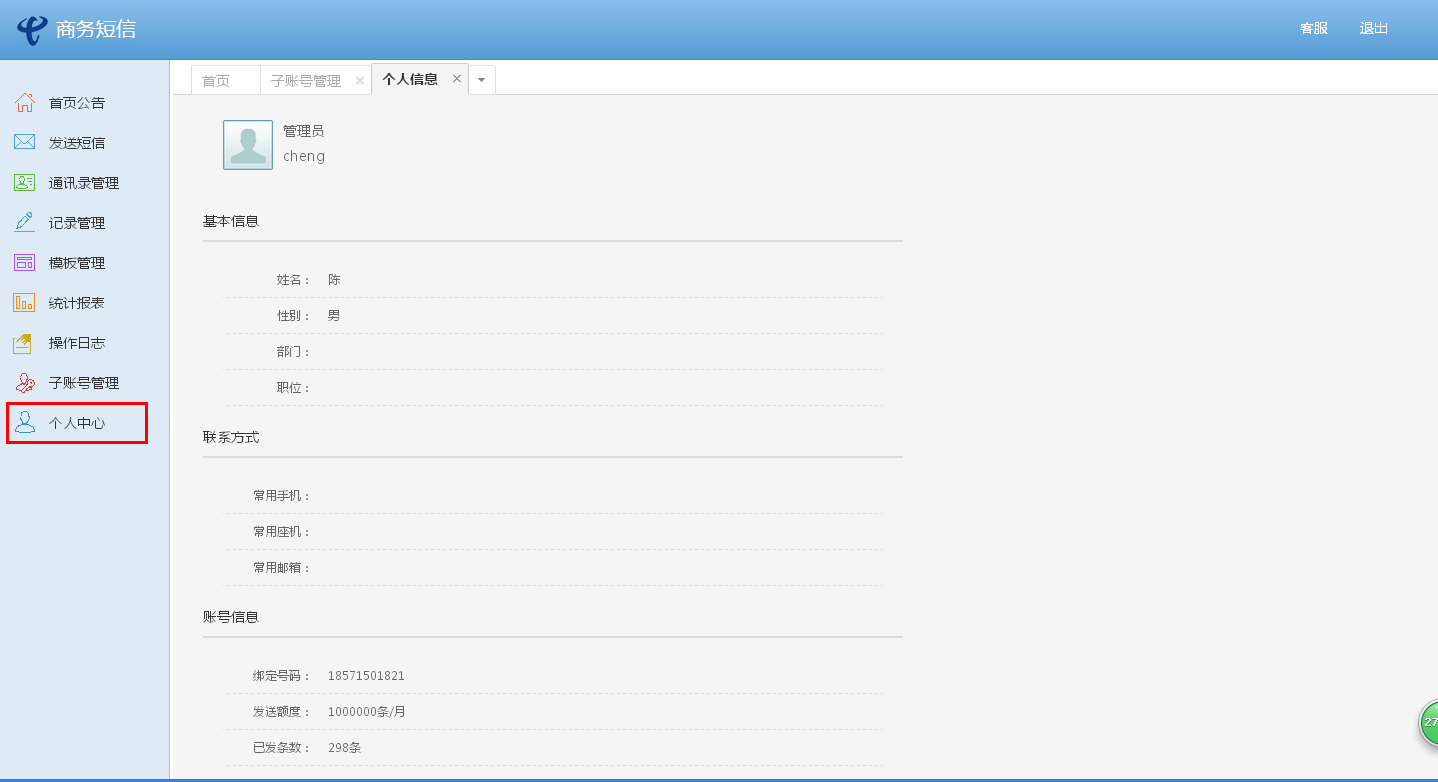 商务短信
客服 退出
首页公告
发送短信
通讯录管理
记录管理
模板管理
统计报表
操作日志
子账号管理
个人中心
首页 子账号管理 个人信息
管理员
cheng
基本信息
姓名： 陈
性别： 男
部门：
职位：
联系方式
常用手机：
常用座机：
常用邮箱：
账号信息
绑定号码： 18571501821
发送额度： 1000000条/月
已发条数： 298条
27